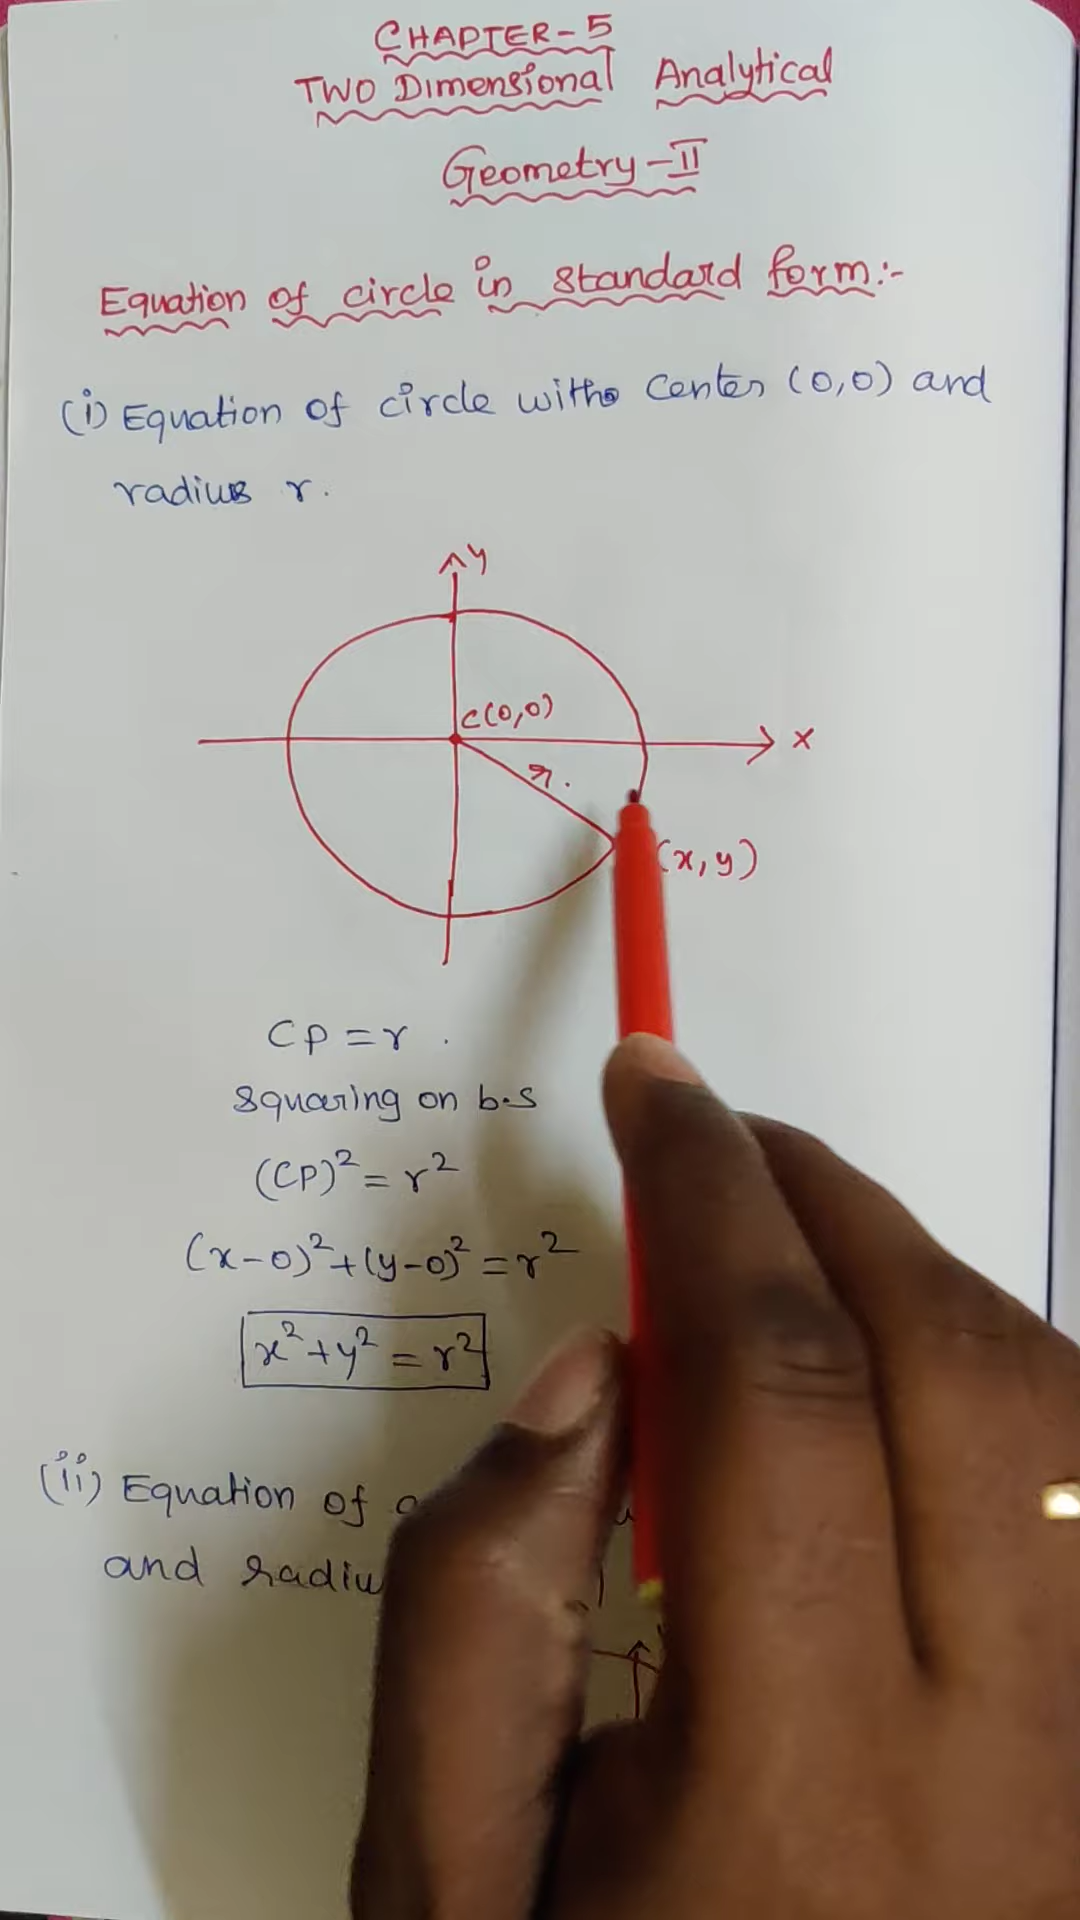 CHAPTER-5
TWO Dimensional Analytical
Geometry-II
Equation of circle in standard form:-
(i) Equation of circle with center (0,0) and
radius r.
y
C(0,0)
x
r.
(x,y)
CP = r.
Squaring on b.s
(CP)² = r²
(x-0)²+(y-0)² = r²
x²+y² = r²
(ii) Equation of
and radiu